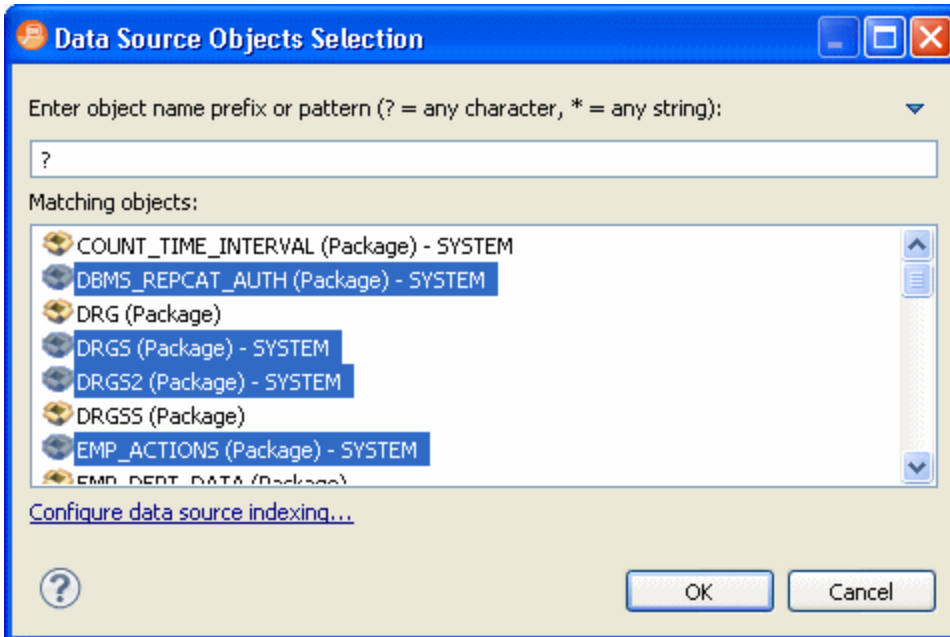 Data Source Objects Selection
Enter object name prefix or pattern (? = any character, * = any string):
?
Matching objects:
COUNT_TIME_INTERVAL (Package) - SYSTEM
DBMS_REPCAT_AUTH (Package) - SYSTEM
DRG (Package)
DRGS (Package) - SYSTEM
DRGS2 (Package) - SYSTEM
DRGSS (Package)
EMP_ACTIONS (Package) - SYSTEM
EMP_DEPT_DATA (Package)
Configure data source indexing...
?
OK
Cancel